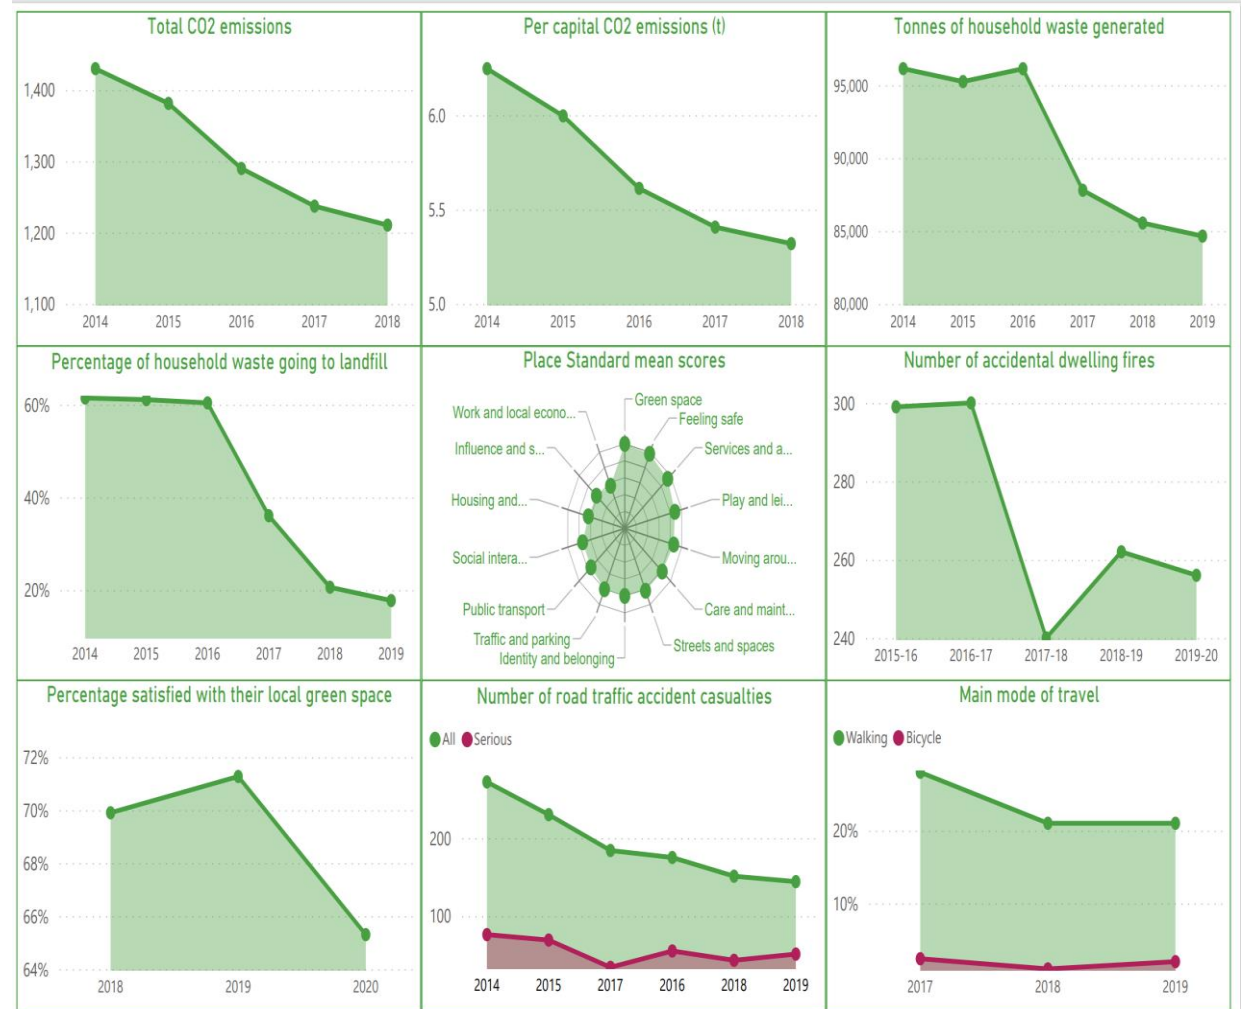 Total CO2 emissions
1,400
1,300
1,200
1,100
2014 2015 2016 2017 2018
Per capital CO2 emissions (t)
6.0
5.5
5.0
2014 2015 2016 2017 2018
Tonnes of household waste generated
95,000
90,000
85,000
80,000
2014 2015 2016 2017 2018 2019
Percentage of household waste going to landfill
60%
40%
20%
2014 2015 2016 2017 2018 2019
Place Standard mean scores
Green space
Feeling safe
Services and a...
Play and lei...
Moving arou...
Care and maint...
Streets and spaces
Identity and belonging
Traffic and parking
Public transport
Social intera...
Housing and...
Influence and s...
Work and local econo...
Number of accidental dwelling fires
300
280
260
240
2015-16 2016-17 2017-18 2018-19 2019-20
Percentage satisfied with their local green space
72%
70%
68%
66%
64%
2018 2019 2020
Number of road traffic accident casualties
All Serious
200
100
2014 2015 2017 2016 2018 2019
Main mode of travel
Walking Bicycle
20%
10%
2017 2018 2019